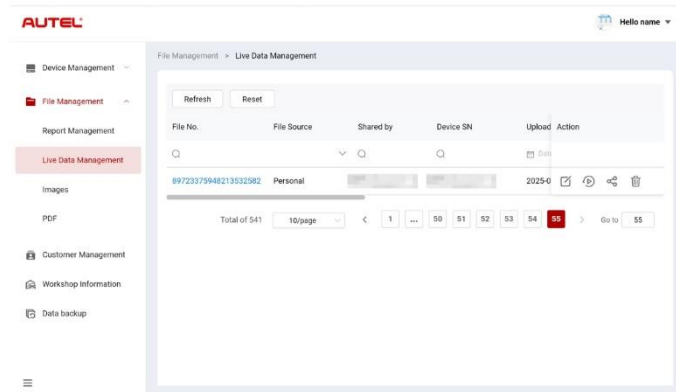 AUTEL
Hello name
File Management > Live Data Management
Device Management
File Management
Report Management
Live Data Management
Images
PDF
Customer Management
Workshop Information
Data backup
Refresh Reset
File No. File Source Shared by Device SN Upload Action
89723375948213532582 Personal 2025-0
Total of 541 10/page 1 ... 50 51 52 53 54 55 Go to 55